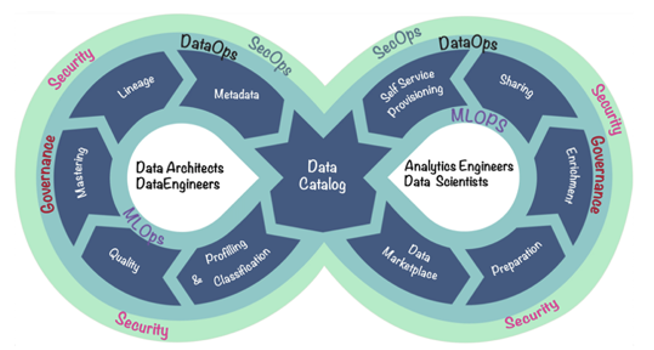 DataOps
SecOps
Security
Lineage
Metadata
Governance
Mastering
Data Architects
DataEngineers
MLOps
Quality
Profilling
& Classification
Security
Data
Catalog
SecOps
DataOps
Self Service
Provisioning
Sharing
MLOPS
Security
Governance
Enrichment
Analytics Engineers
Data Scientists
Data
Marketplace
Preparation
Security